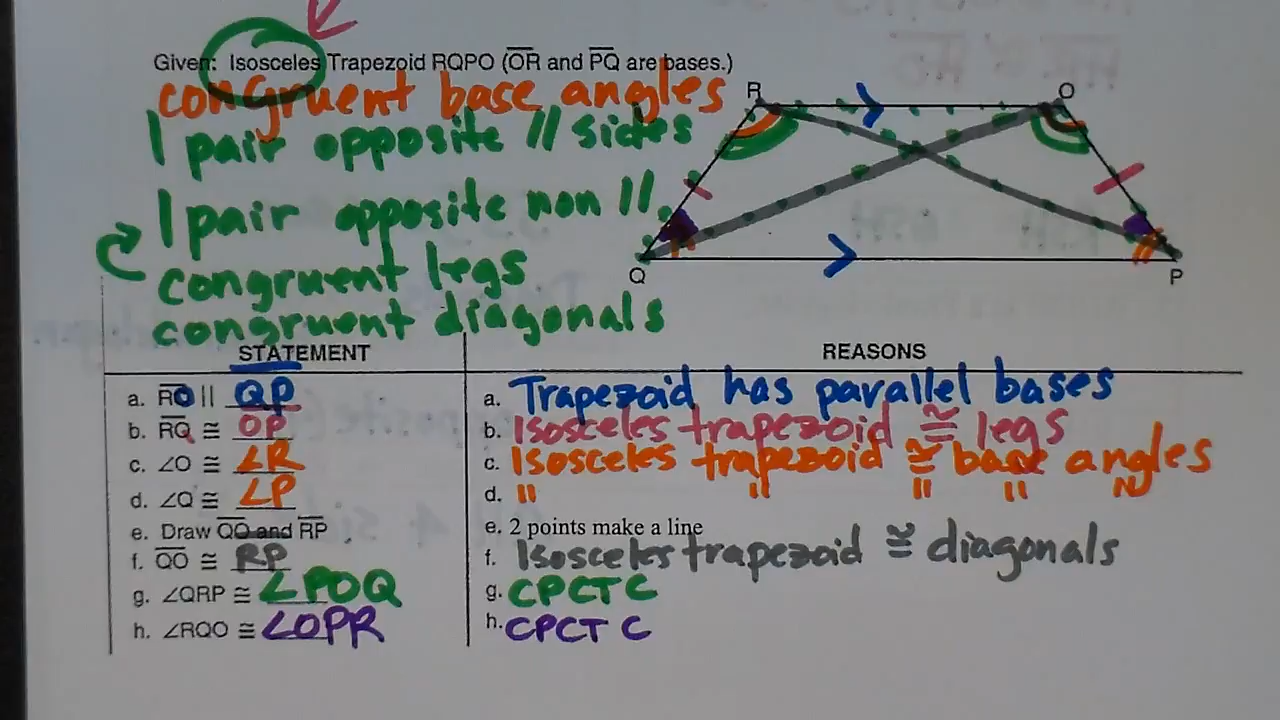 Given: Isosceles Trapezoid RQPO (OR and PQ are bases.)
congruent base angles
1 pair opposite // sides
1 pair opposite non //
congruent legs
congruent diagonals
R
O
Q
P
STATEMENT
REASONS
a. RO || QP
a. Trapezoid has parallel bases
b. RQ ≅ OP
b. Isosceles trapezoid ≅ legs
c. ∠O ≅ ∠R
c. Isosceles trapezoid ≅ base angles
d. ∠Q ≅ ∠P
d. " " " " "
e. Draw QO and RP
e. 2 points make a line
f. QO ≅ RP
f. Isosceles trapezoid ≅ diagonals
g. ∠QRP ≅ ∠POQ
g. CPCTC
h. ∠RQO ≅ ∠OPR
h. CPCTC